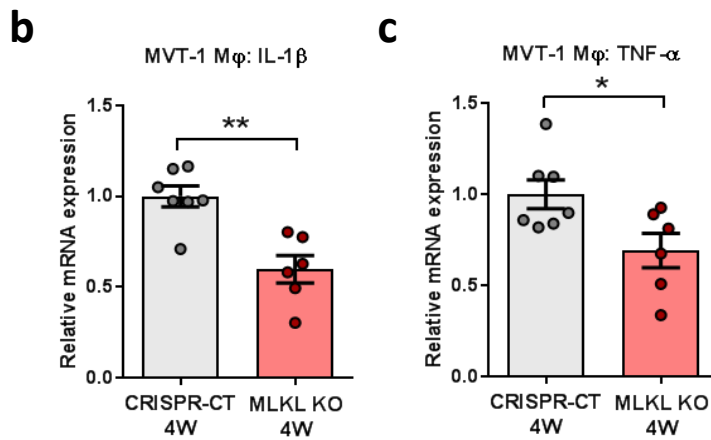 b
MVT-1 Mφ: IL-1β
Relative mRNA expression
1.5
1.0
0.5
0.0
**
CRISPR-CT
4W
MLKL KO
4W
c
MVT-1 Mφ: TNF-α
Relative mRNA expression
1.5
1.0
0.5
0.0
*
CRISPR-CT
4W
MLKL KO
4W